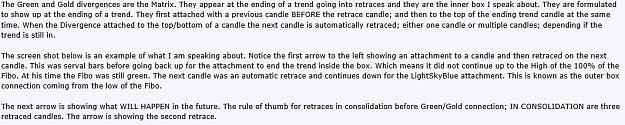 The Green and Gold divergences are the Matrix. They appear at the ending of a trend going into retraces and they are the inner box I speak about. They are formulated
to show up at the ending of a trend. They first attached with a previous candle BEFORE the retrace candle; and then to the top of the ending trend candle at the same
time. When the Divergence attached to the top/bottom of a candle the next candle is automatically retraced; either one candle or multiple candles; depending if the
trend is still in.
The screen shot below is an example of what I am speaking about. Notice the first arrow to the left showing an attachment to a candle and then retraced on the next
candle. This was serval bars before going back up for the attachment to end the trend inside the box. Which means it did not continue up to the High of the 100% of the
Fibo. At his time the Fibo was still green. The next candle was an automatic retrace and continues down for the LightSkyBlue attachment. This is known as the outer box
connection coming from the low of the Fibo.
The next arrow is showing what WILL HAPPEN in the future. The rule of thumb for retraces in consolidation before Green/Gold connection; IN CONSOLIDATION are three
retraced candles. The arrow is showing the second retrace.